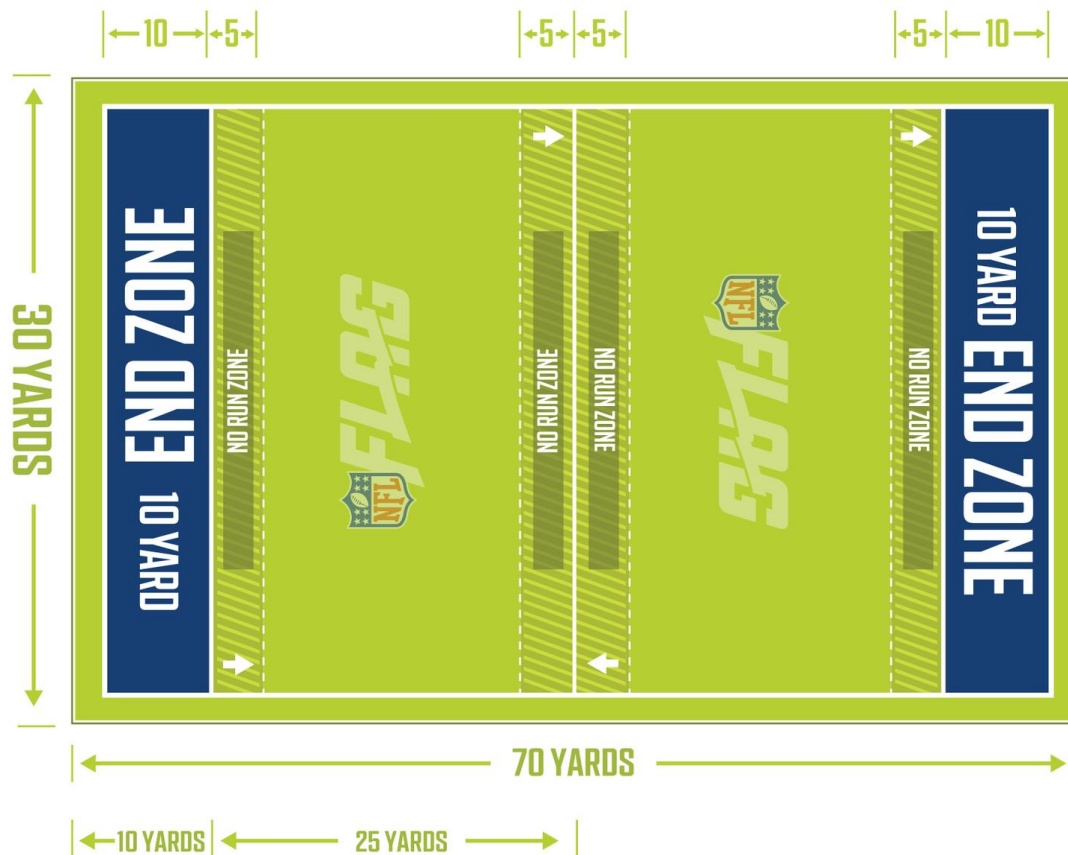 10
5
5
5
5
10
30 YARDS
10 YARD END ZONE
NO RUN ZONE
NFL FLAG
NO RUN ZONE
NO RUN ZONE
NFL FLAG
NO RUN ZONE
10 YARD END ZONE
70 YARDS
10 YARDS
25 YARDS